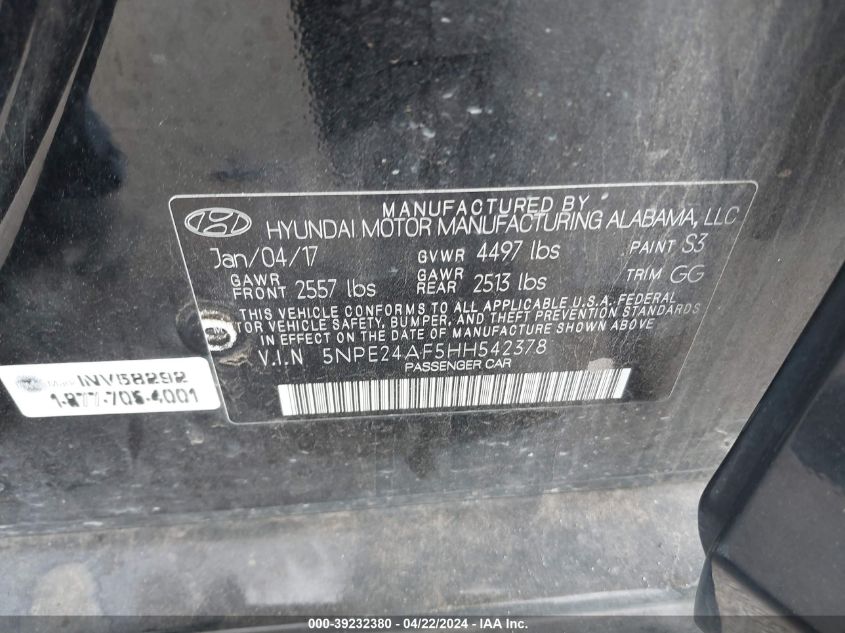 MANUFACTURED BY
HYUNDAI MOTOR MANUFACTURING ALABAMA, LLC
Jan/04/17 GVWR 4497 lbs PAINT S3
GAWR FRONT 2557 lbs GAWR REAR 2513 lbs TRIM GG
THIS VEHICLE CONFORMS TO ALL APPLICABLE U.S.A. FEDERAL
TOR VEHICLE SAFETY, BUMPER, AND THEFT PREVENTION STANDARDS
IN EFFECT ON THE DATE OF MANUFACTURE SHOWN ABOVE
V.I.N 5NPE24AF5HH542378
PASSENGER CAR
INV58292
1-877-705-4001
000-39232380 | 04/22/2024 | IAAI.com